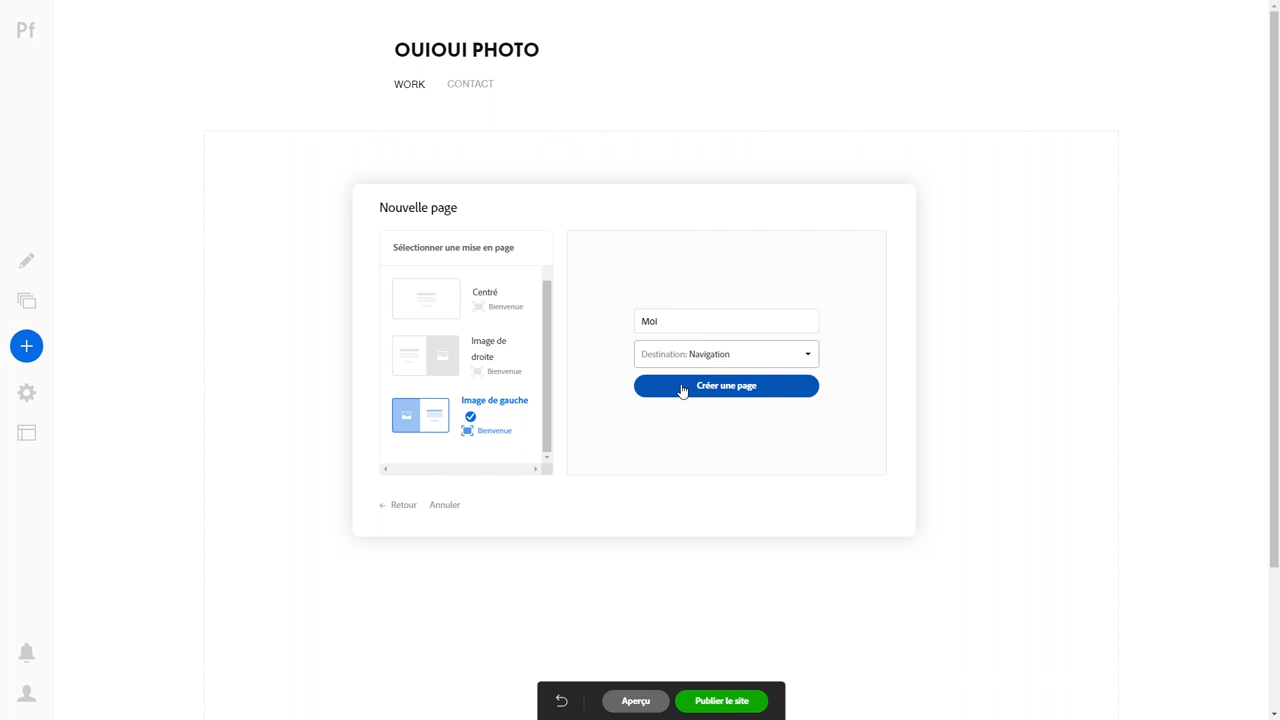 Pf
OUIOUI PHOTO
WORK CONTACT
Nouvelle page
Sélectionner une mise en page
Centré
Bienvenue
Image de
droite
Bienvenue
Image de gauche
Bienvenue
Moi
Destination: Navigation
Créer une page
← Retour Annuler
Aperçu Publier le site